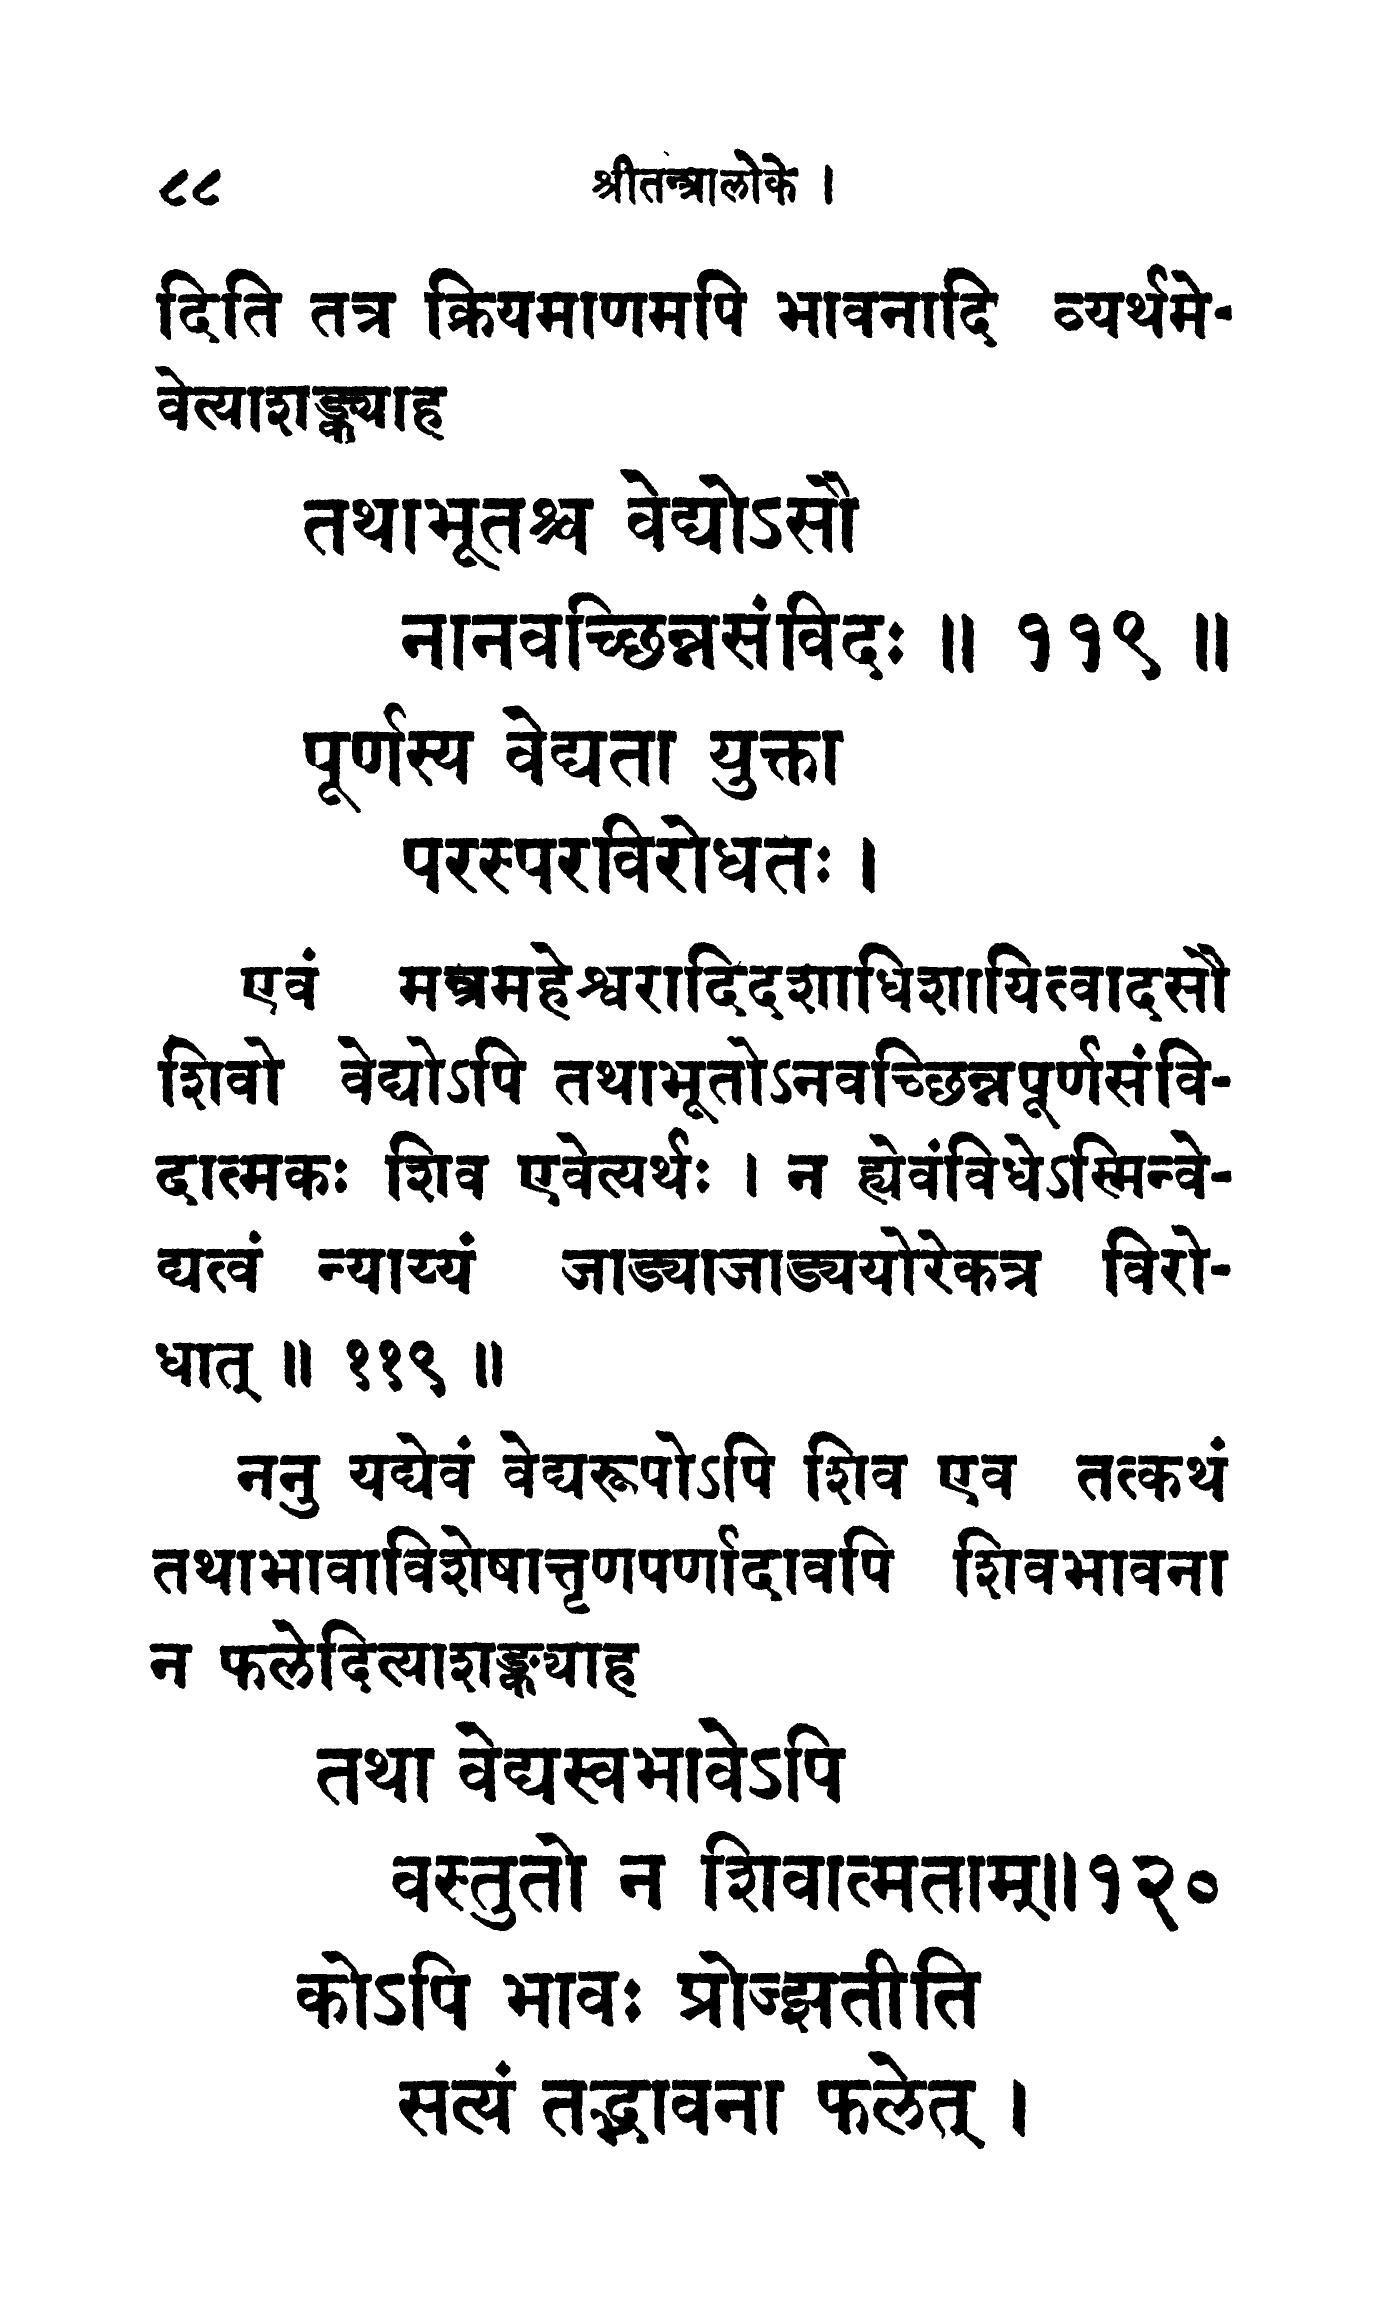 ८८ श्रीतन्त्रालोके ।
दिति तत्र क्रियमाणमपि भावनादि व्यर्थमे-
वेत्याशङ्क्याह
तथाभूतश्च वेद्योऽसौ
नानवच्छिन्नसंविदः ॥ ११९ ॥
पूर्णस्य वेद्यता युक्ता
परस्परविरोधतः ।
एवं मन्त्रमहेश्वरादिदशाधिशायित्वादसौ
शिवो वेद्योऽपि तथाभूतोऽनवच्छिन्नपूर्णसंवि-
दात्मकः शिव एवेत्यर्थः । न ह्येवंविधेऽस्मिन्वे-
द्यत्वं न्याय्यं जाड्याजाड्ययोरेकत्र विरो-
धात् ॥ ११९ ॥
ननु यद्येवं वेद्यरूपोऽपि शिव एव तत्कथं
तथाभावाविशेषात्तृणपर्णादावपि शिवभावना
न फलेदित्याशङ्क्याह
तथा वेद्यस्वभावेऽपि
वस्तुतो न शिवात्मताम्॥१२०
कोऽपि भावः प्रोज्झतीति
सत्यं तद्भावना फलेत् ।